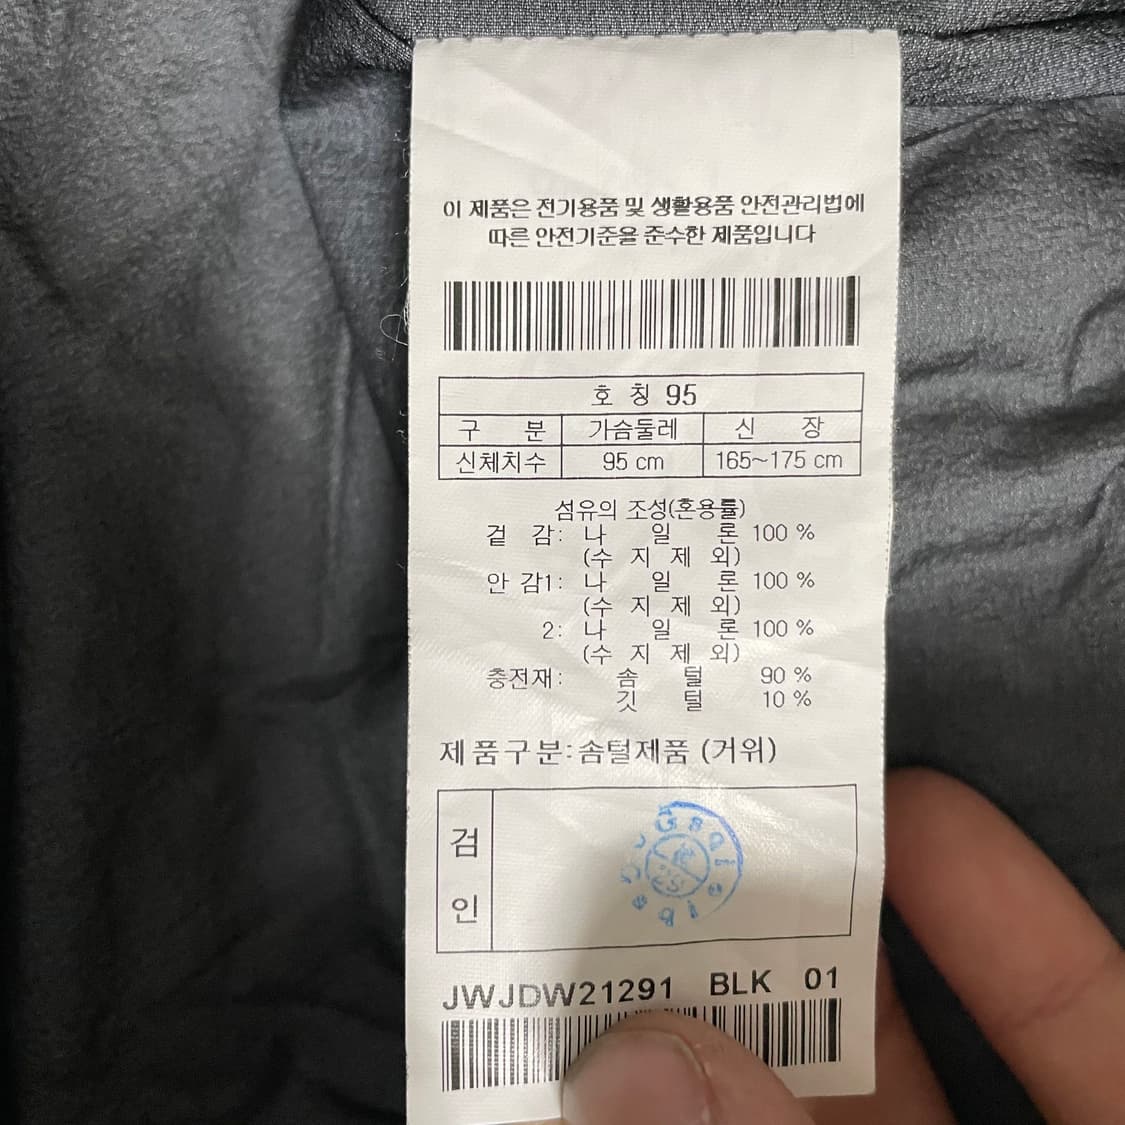 이 제품은 전기용품 및 생활용품 안전관리법에
따른 안전기준을 준수한 제품입니다
호 칭 95
구 분 가슴둘레 신 장
신체치수 95 cm 165~175 cm
섬유의 조성(혼용률)
겉 감: 나 일 론 100 %
(수 지 제 외)
안 감1: 나 일 론 100 %
(수 지 제 외)
2: 나 일 론 100 %
(수 지 제 외)
충전재: 솜 털 90 %
깃 털 10 %
제품구분:솜털제품 (거위)
검
인
JWJDW21291 BLK 01